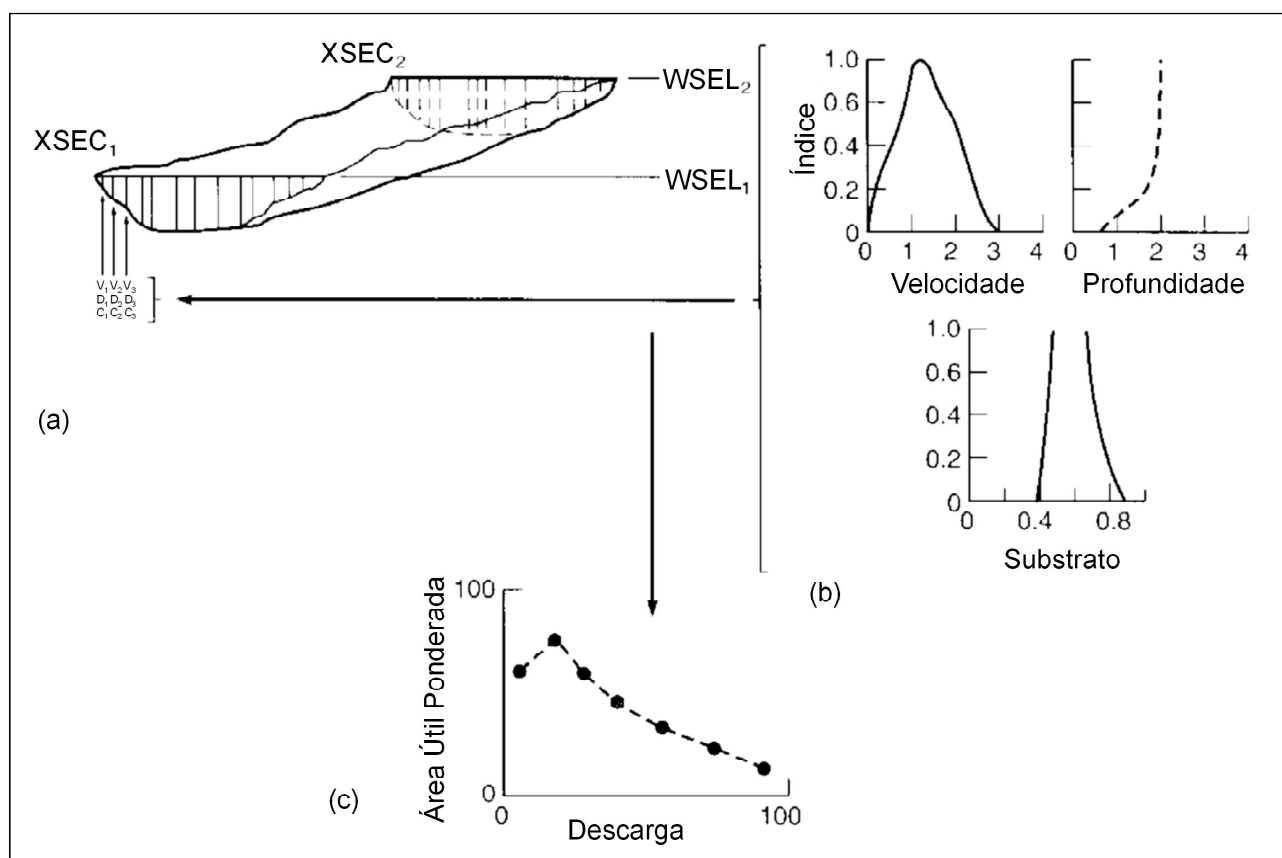 XSEC₂
WSEL₂
XSEC₁
WSEL₁
V₁ V₂ V₃
D₁ D₂ D₃
C₁ C₂ C₃
(a)
Índice
1.0
0.6
0.4
0.2
0
0 1 2 3 4
Velocidade
0 1 2 3 4
Profundidade
1.0
0.6
0.4
0.2
0
0 0.4 0.8
Substrato
(b)
Área Útil Ponderada
100
0
0 100
Descarga
(c)